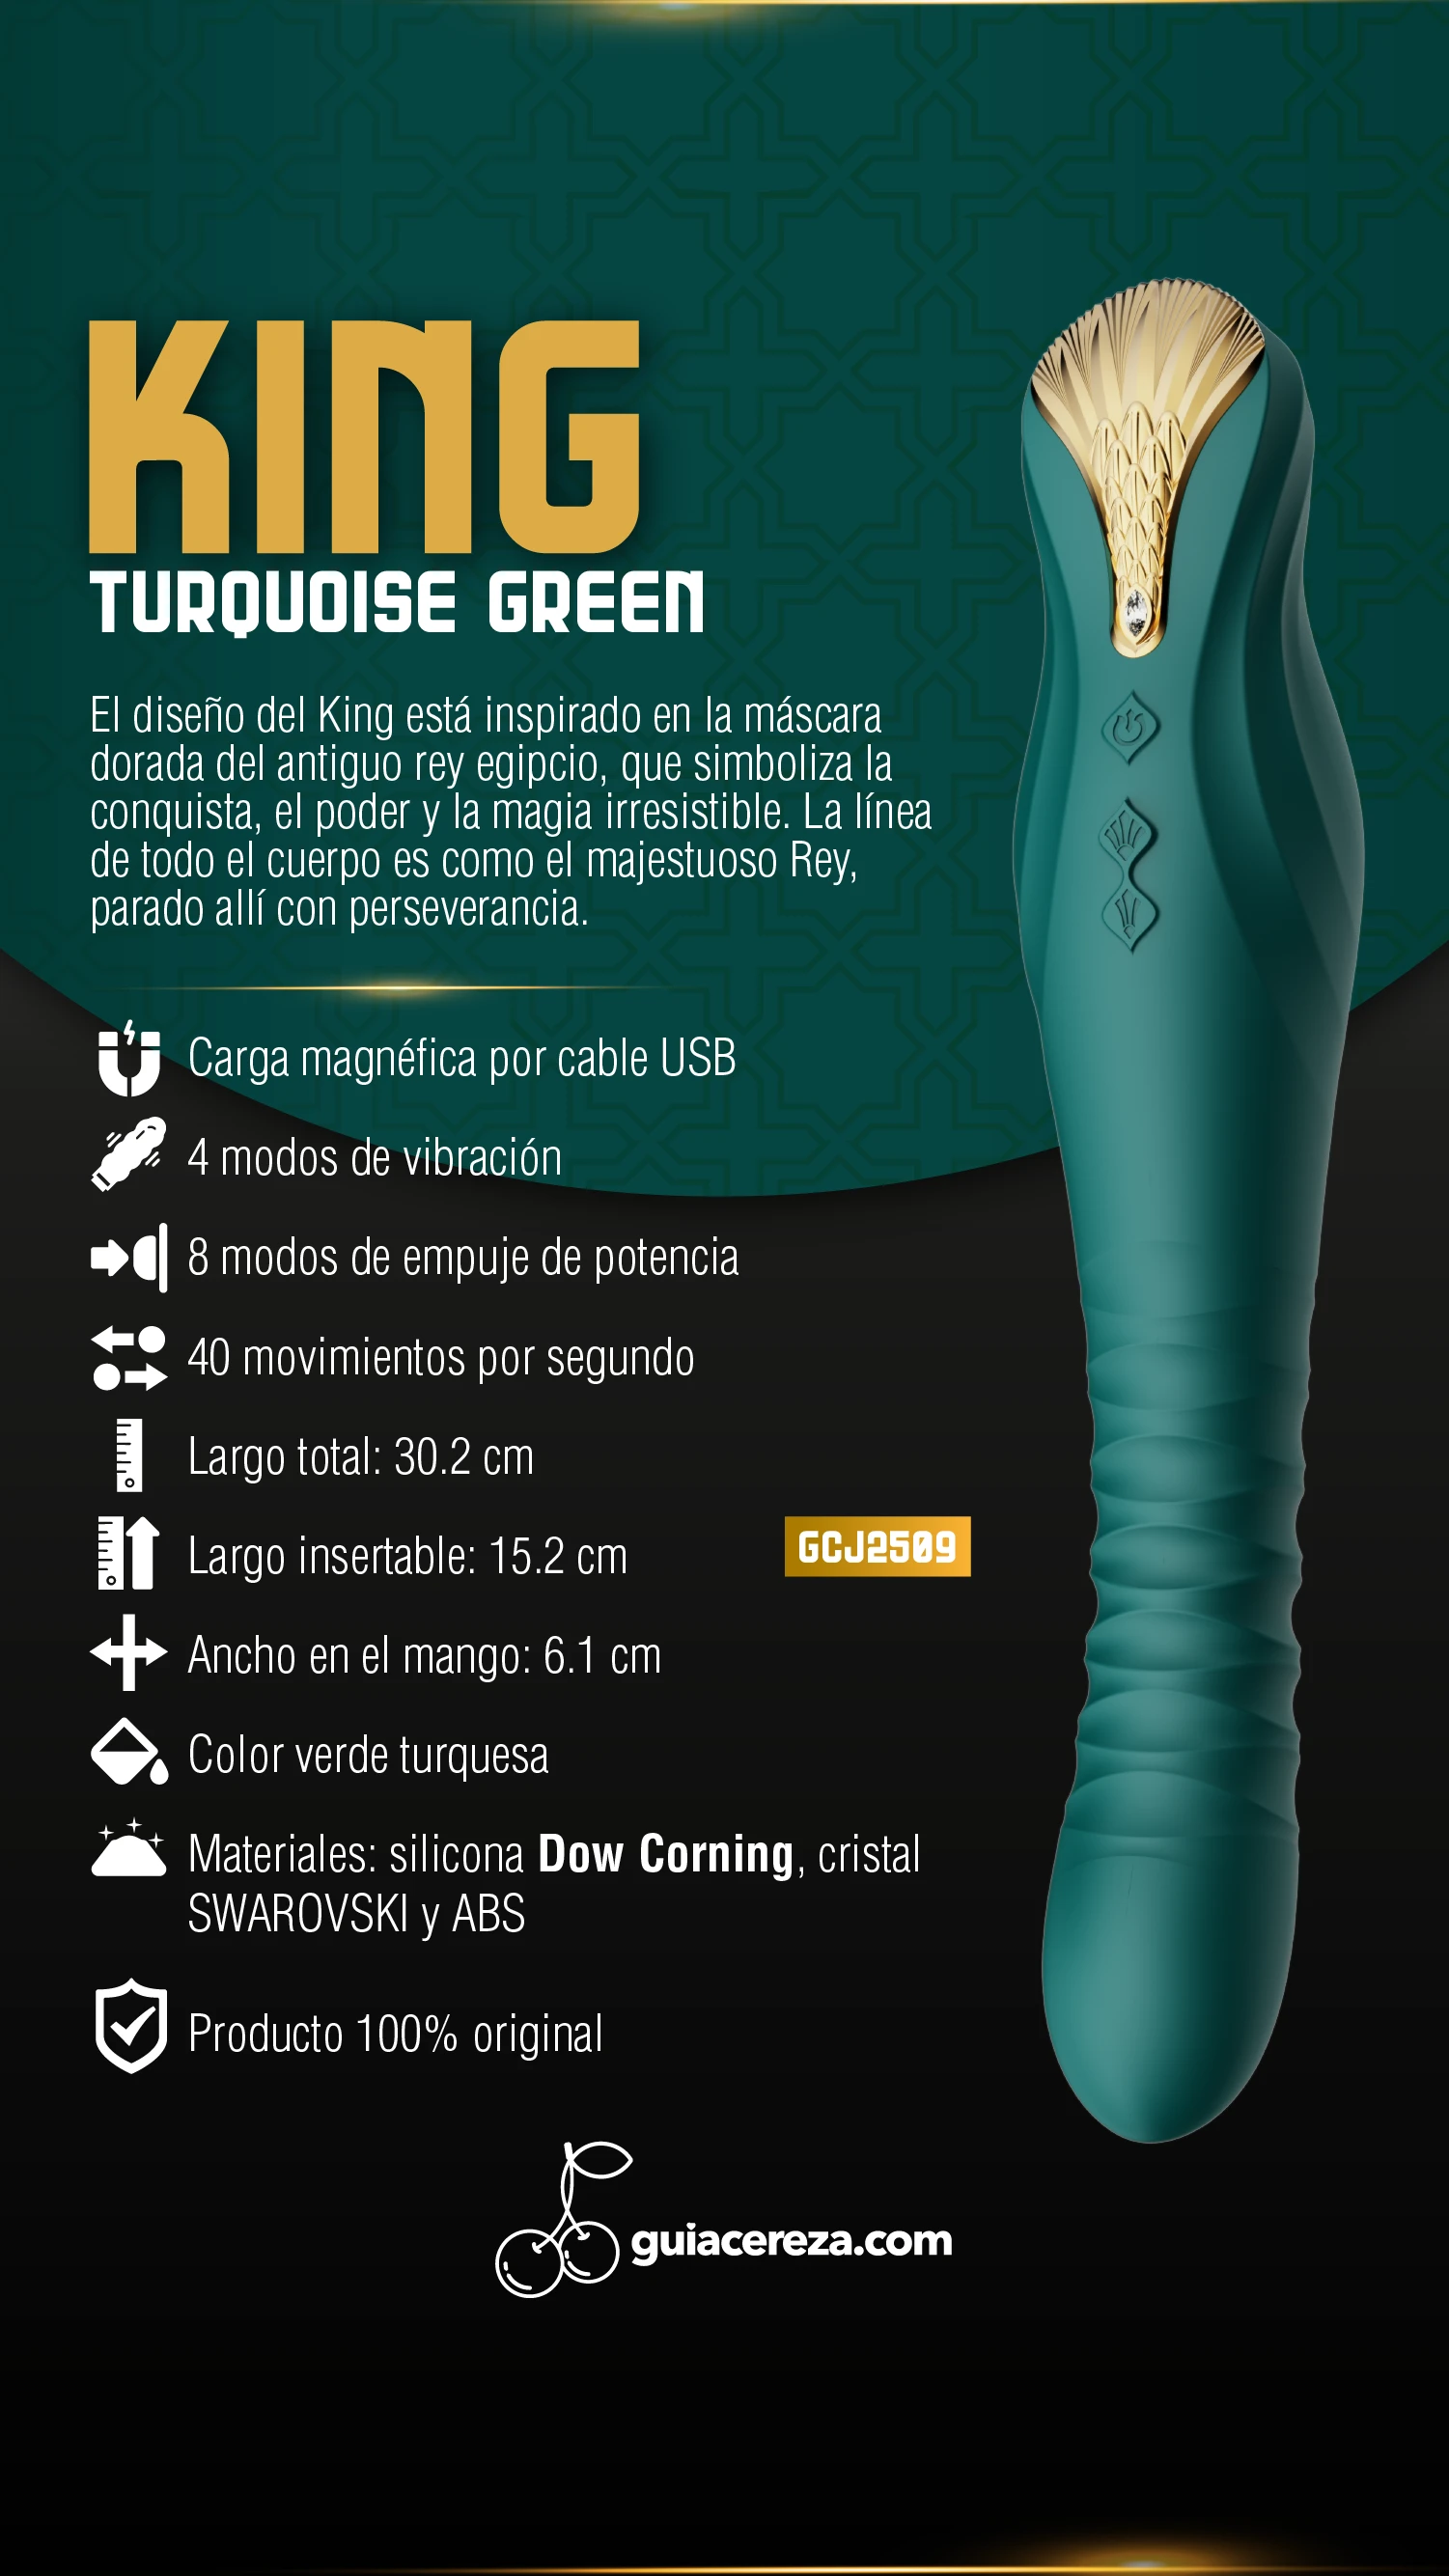 KING
TURQUOISE GREEN
El diseño del King está inspirado en la máscara
dorada del antiguo rey egipcio, que simboliza la
conquista, el poder y la magia irresistible. La línea
de todo el cuerpo es como el majestuoso Rey,
parado allí con perseverancia.
Carga magnéfica por cable USB
4 modos de vibración
8 modos de empuje de potencia
40 movimientos por segundo
Largo total: 30.2 cm
Largo insertable: 15.2 cm
GCJ2509
Ancho en el mango: 6.1 cm
Color verde turquesa
Materiales: silicona Dow Corning, cristal
SWAROVSKI y ABS
Producto 100% original
guiacereza.com